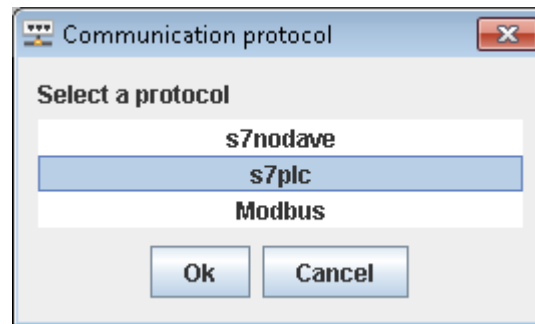 Communication protocol
Select a protocol
s7nodave
s7plc
Modbus
Ok Cancel